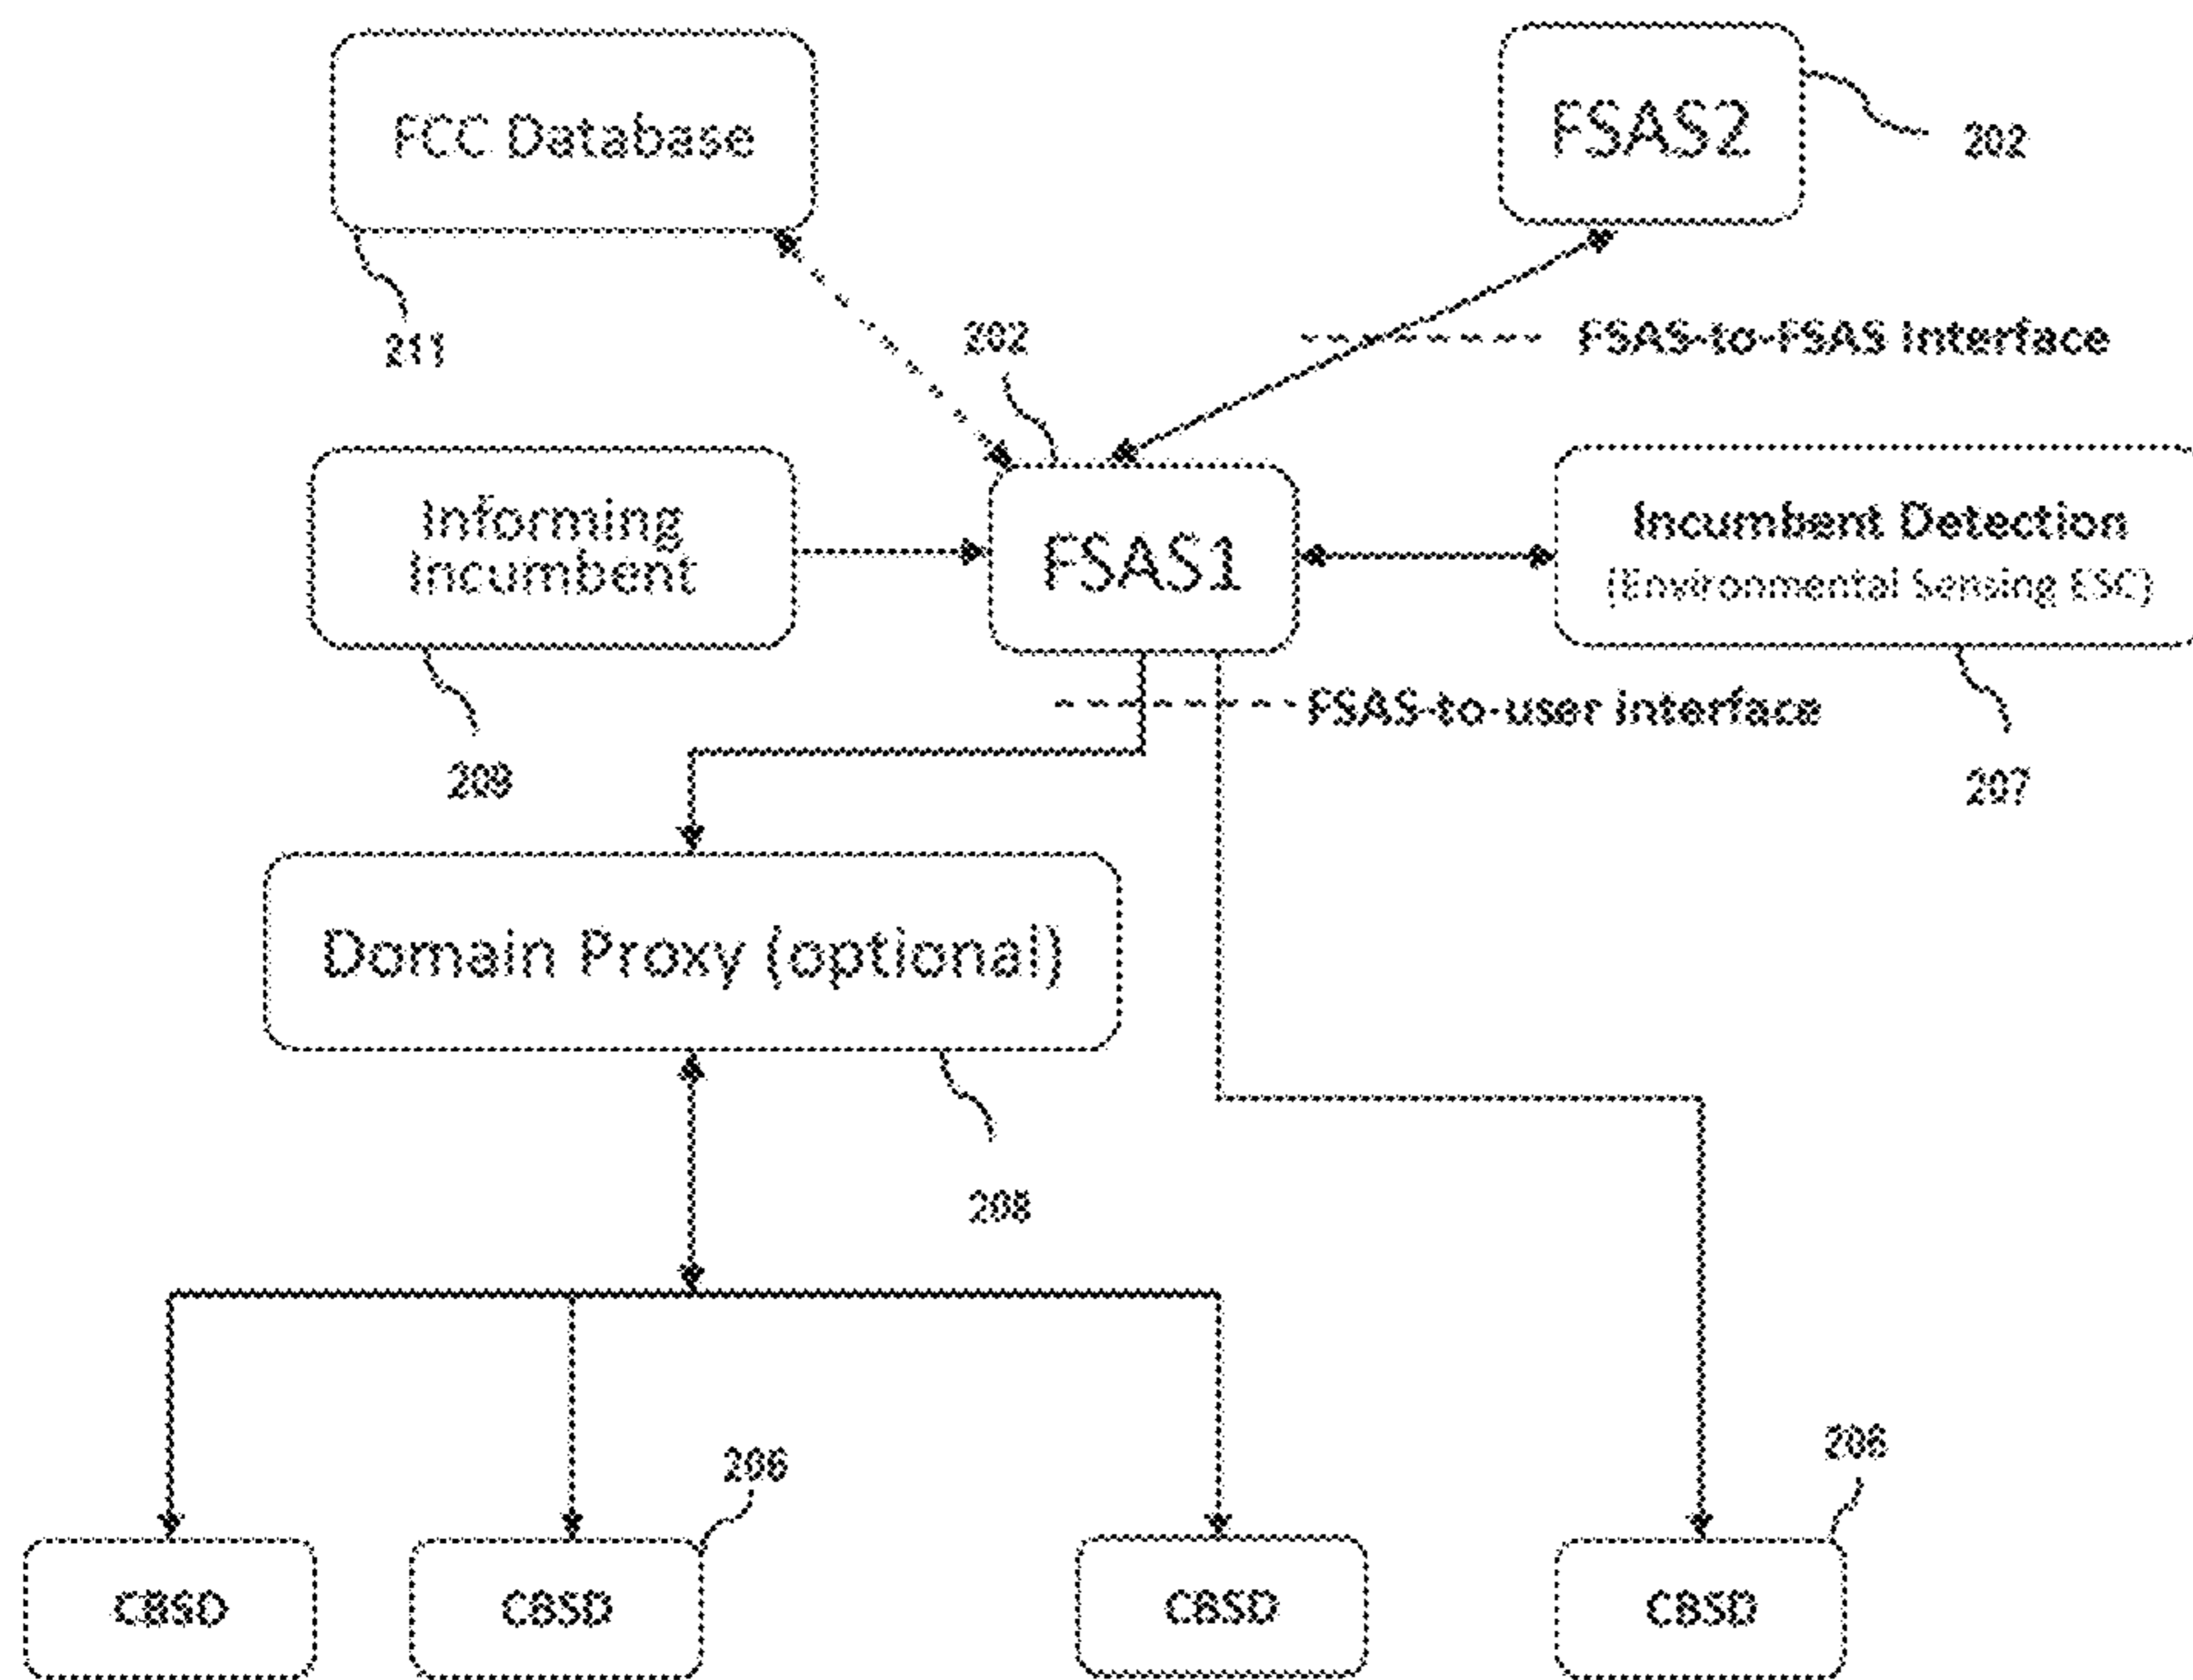 FCC Database
FSAS2
202
211
202
FSAS-to-FSAS Interface
Informing
Incumbent
FSAS1
Incumbent Detection
(Environmental Sensing ESC)
FSAS-to-user interface
209
207
Domain Proxy (optional)
208
206
206
CBSD
CBSD
CBSD
CBSD